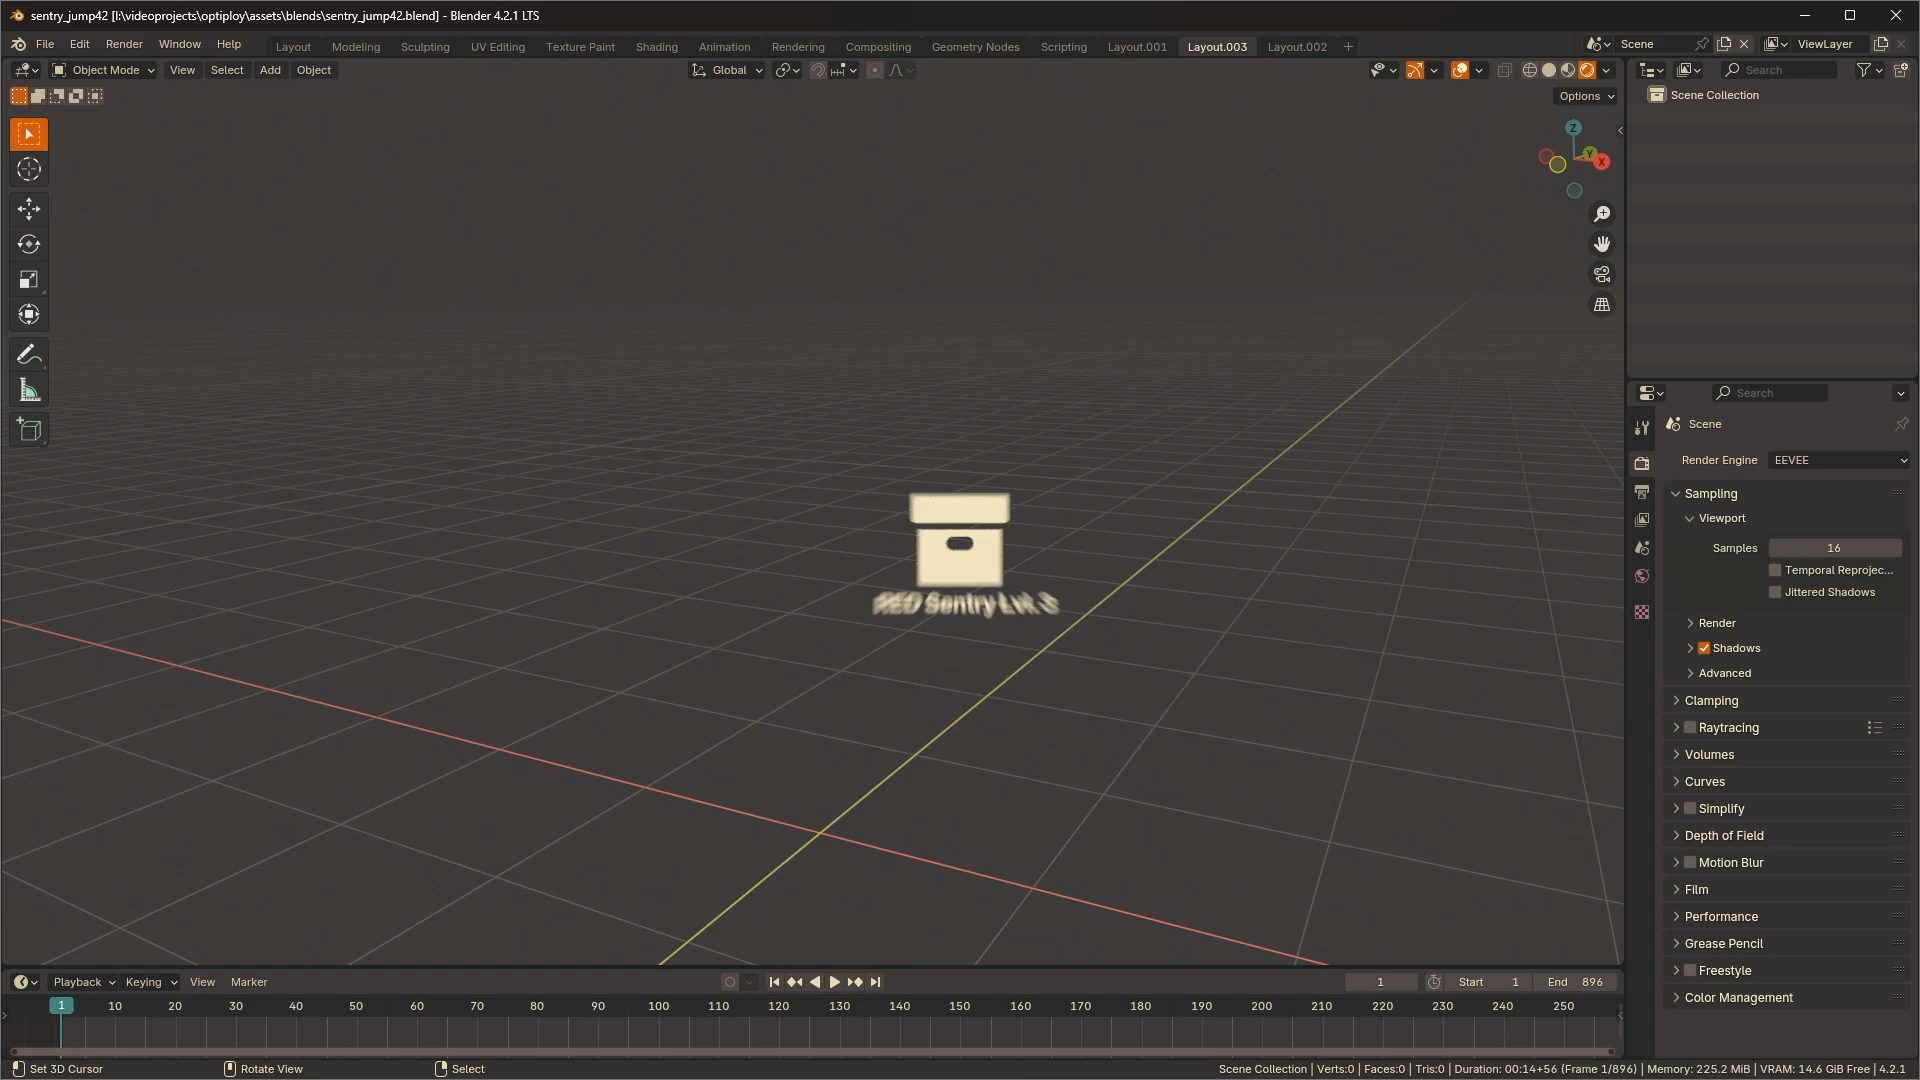 sentry_jump42 [I:\videoprojects\optiploy\assets\blends\sentry_jump42.blend] - Blender 4.2.1 LTS
File Edit Render Window Help Layout Modeling Sculpting UV Editing Texture Paint Shading Animation Rendering Compositing Geometry Nodes Scripting Layout.001 Layout.003 Layout.002 Scene ViewLayer
Object Mode View Select Add Object Global Search
Options Scene Collection
Z
Y
X
Search
Scene
Render Engine EEVEE
Sampling
Viewport
Samples 16
Temporal Reprojec...
Jittered Shadows
RED Sentry Lvl.3
Render
Shadows
Advanced
Clamping
Raytracing
Volumes
Curves
Simplify
Depth of Field
Motion Blur
Film
Performance
Grease Pencil
Freestyle
Color Management
Playback Keying View Marker 1 Start 1 End 896
1 10 20 30 40 50 60 70 80 90 100 110 120 130 140 150 160 170 180 190 200 210 220 230 240 250
Set 3D Cursor Rotate View Select Scene Collection | Verts:0 | Faces:0 | Tris:0 | Duration: 00:14+56 (Frame 1/896) | Memory: 225.2 MiB | VRAM: 14.6 GiB Free | 4.2.1